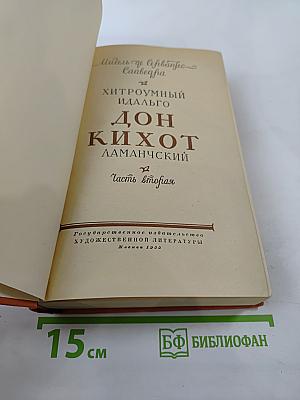 Мигель де Сервантес
Сааведра
ХИТРОУМНЫЙ
ИДАЛЬГО
ДОН
КИХОТ
ЛАМАНЧСКИЙ
Часть вторая
Государственное издательство
ХУДОЖЕСТВЕННОЙ ЛИТЕРАТУРЫ
Москва
15 см
БФ БИБЛИОФАН